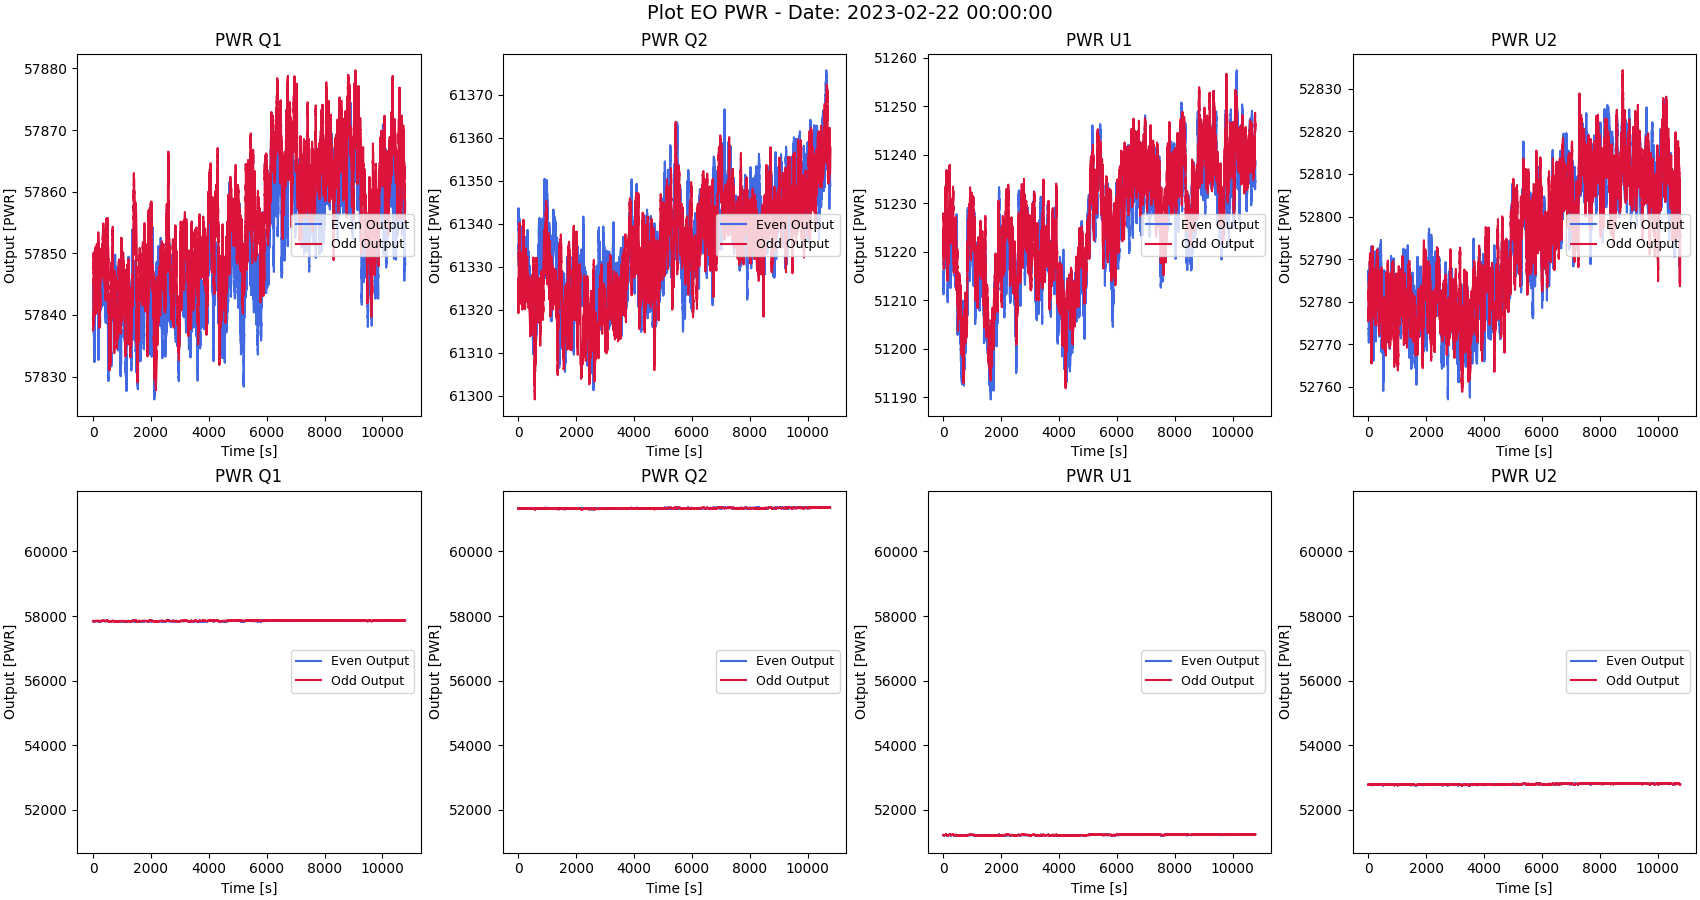 Plot EO PWR - Date: 2023-02-22 00:00:00
PWR Q1
PWR Q2
PWR U1
PWR U2
Output [PWR]
57880
57870
57860
57850
57840
57830
0 2000 4000 6000 8000 10000
Time [s]
Even Output
Odd Output
Output [PWR]
61370
61360
61350
61340
61330
61320
61310
61300
0 2000 4000 6000 8000 10000
Time [s]
Even Output
Odd Output
Output [PWR]
51260
51250
51240
51230
51220
51210
51200
51190
0 2000 4000 6000 8000 10000
Time [s]
Even Output
Odd Output
Output [PWR]
52830
52820
52810
52800
52790
52780
52770
52760
0 2000 4000 6000 8000 10000
Time [s]
Even Output
Odd Output
PWR Q1
PWR Q2
PWR U1
PWR U2
Output [PWR]
60000
58000
56000
54000
52000
0 2000 4000 6000 8000 10000
Time [s]
Even Output
Odd Output
Output [PWR]
60000
58000
56000
54000
52000
0 2000 4000 6000 8000 10000
Time [s]
Even Output
Odd Output
Output [PWR]
60000
58000
56000
54000
52000
0 2000 4000 6000 8000 10000
Time [s]
Even Output
Odd Output
Output [PWR]
60000
58000
56000
54000
52000
0 2000 4000 6000 8000 10000
Time [s]
Even Output
Odd Output